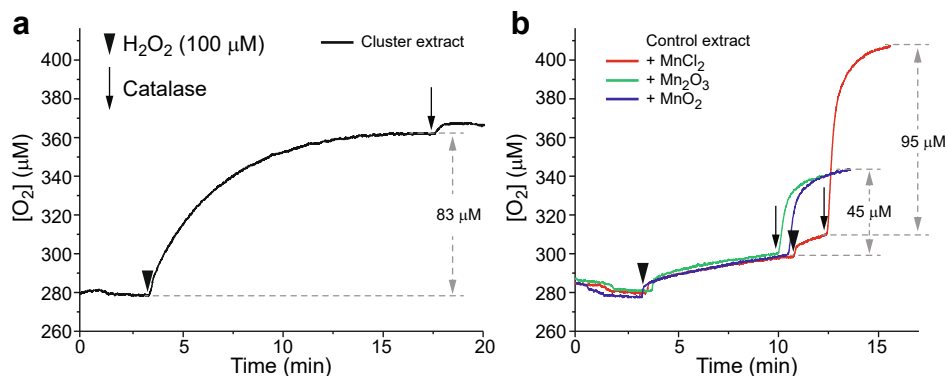 a
H₂O₂ (100 μM)
Catalase
Cluster extract
[O₂] (μM)
400
380
360
340
320
300
280
260
83 μM
0
5
10
15
20
Time (min)
b
Control extract
+ MnCl₂
+ Mn₂O₃
+ MnO₂
[O₂] (μM)
400
380
360
340
320
300
280
260
95 μM
45 μM
0
5
10
15
Time (min)